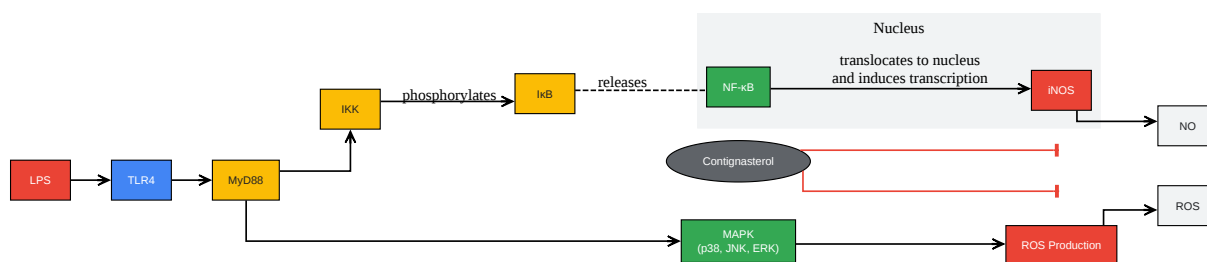 Nucleus
translocates to nucleus
and induces transcription
releases
phosphorylates
IKK
IκB
NF-κB
iNOS
NO
Contignasterol
LPS
TLR4
MyD88
ROS
MAPK
(p38, JNK, ERK)
ROS Production